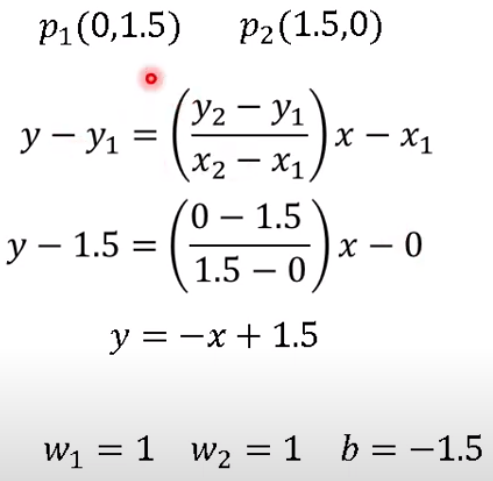 p₁(0,1.5) p₂(1.5,0)
y − y₁ = ((y₂ − y₁)/(x₂ − x₁)) x − x₁
y − 1.5 = ((0 − 1.5)/(1.5 − 0)) x − 0
y = −x + 1.5
w₁ = 1 w₂ = 1 b = −1.5